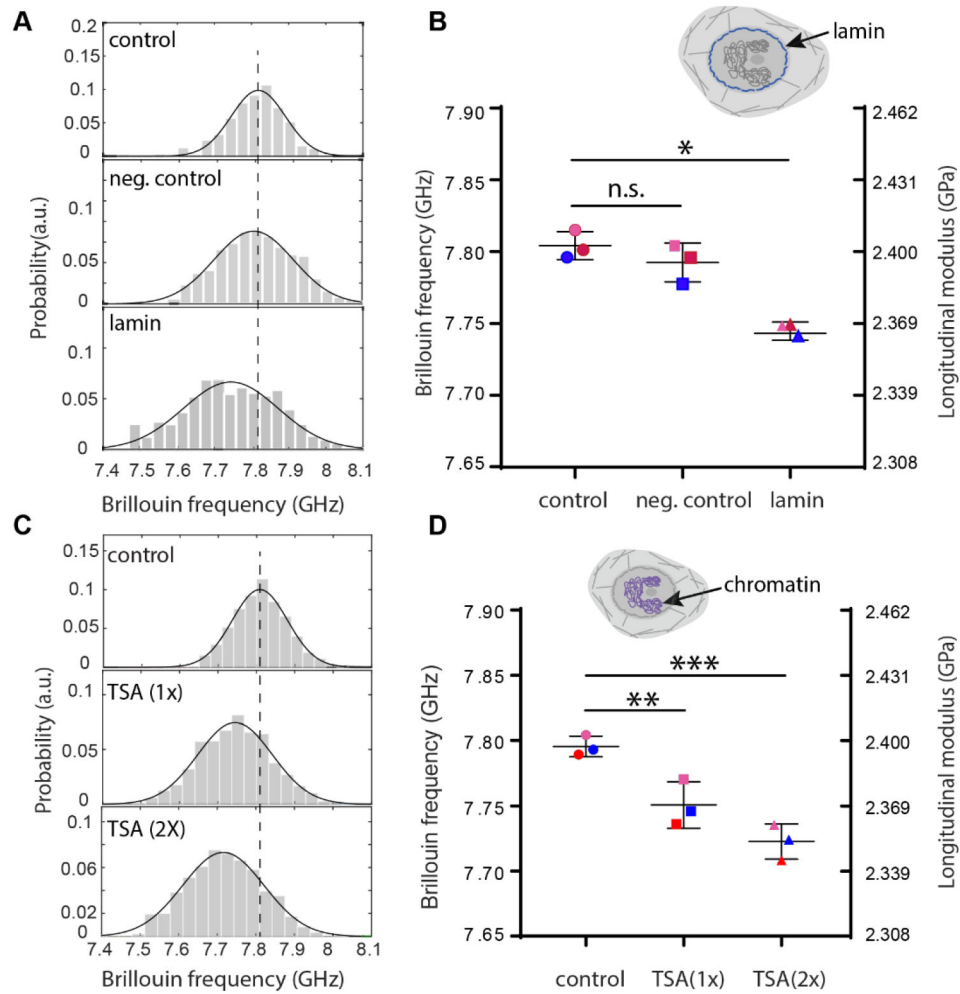 A
control
0.2
0.15
0.1
0.05
0
neg. control
0.1
0.05
0
lamin
0.1
0.05
0
Probability(a.u.)
7.4 7.5 7.6 7.7 7.8 7.9 8 8.1
Brillouin frequency (GHz)
B
lamin
7.90
7.85
7.80
7.75
7.70
7.65
Brillouin frequency (GHz)
*
n.s.
2.462
2.431
2.400
2.369
2.339
2.308
Longitudinal modulus (GPa)
control neg. control lamin
C
control
0.15
0.1
0.05
0
TSA (1x)
0.1
0.05
0
TSA (2X)
0.1
0.06
0.02
0
Probability (a.u.)
7.4 7.5 7.6 7.7 7.8 7.9 8 8.1
Brillouin frequency (GHz)
D
chromatin
7.90
7.85
7.80
7.75
7.70
7.65
Brillouin frequency (GHz)
***
**
2.462
2.431
2.400
2.369
2.339
2.308
Longitudinal modulus (GPa)
control TSA(1x) TSA(2x)